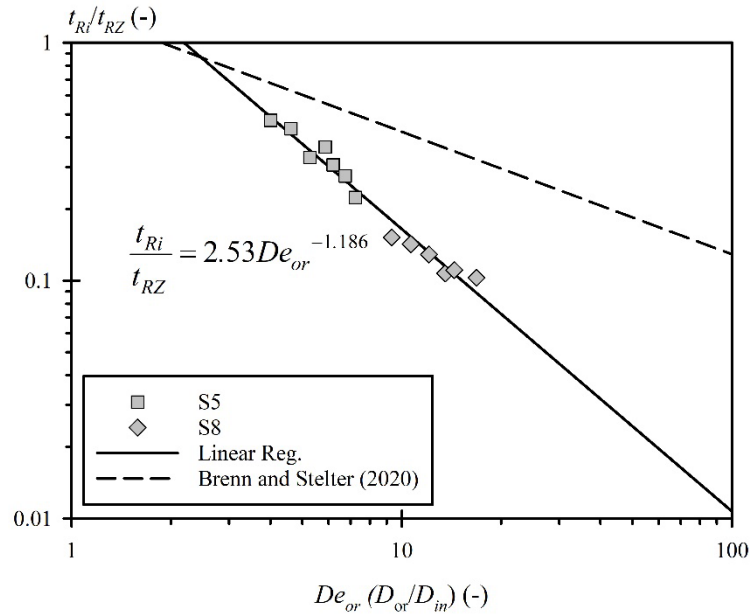 t_Ri/t_RZ (-)
1
0.1
0.01
t_Ri/t_RZ = 2.53De_or^-1.186
S5
S8
Linear Reg.
Brenn and Stelter (2020)
1 10 100
De_or (D_or/D_in) (-)